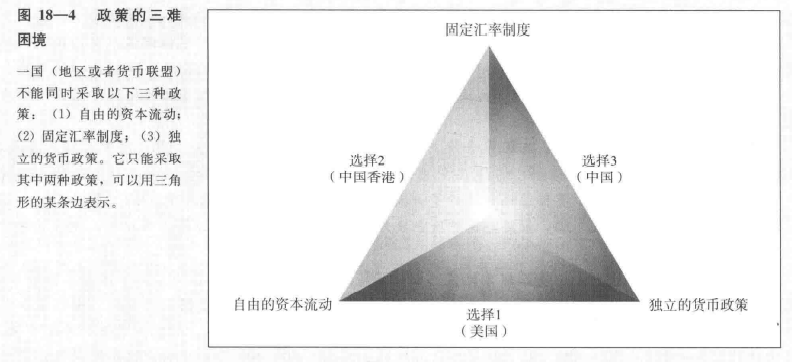 图 18—4 政策的三难
困境
一国（地区或者货币联盟）
不能同时采取以下三种政
策：（1）自由的资本流动；
（2）固定汇率制度；（3）独
立的货币政策。它只能采取
其中两种政策，可以用三角
形的某条边表示。
固定汇率制度
选择2
（中国香港）
选择3
（中国）
自由的资本流动
独立的货币政策
选择1
（美国）